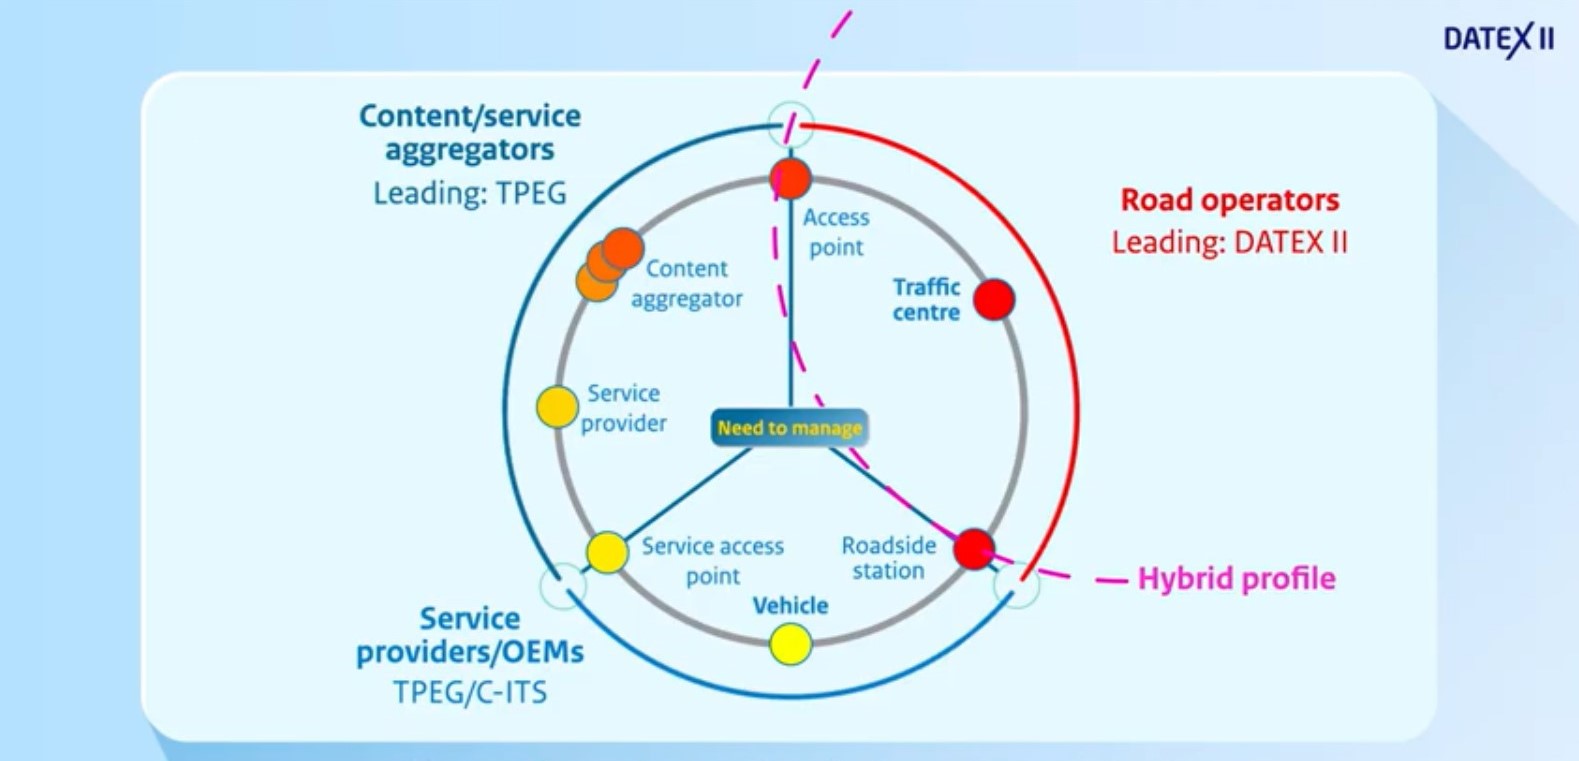 DATEX II
Content/service
aggregators
Leading: TPEG
Road operators
Leading: DATEX II
Access
point
Content
aggregator
Traffic
centre
Service
provider
Need to manage
Service access
point
Roadside
station
Vehicle
Hybrid profile
Service
providers/OEMs
TPEG/C-ITS